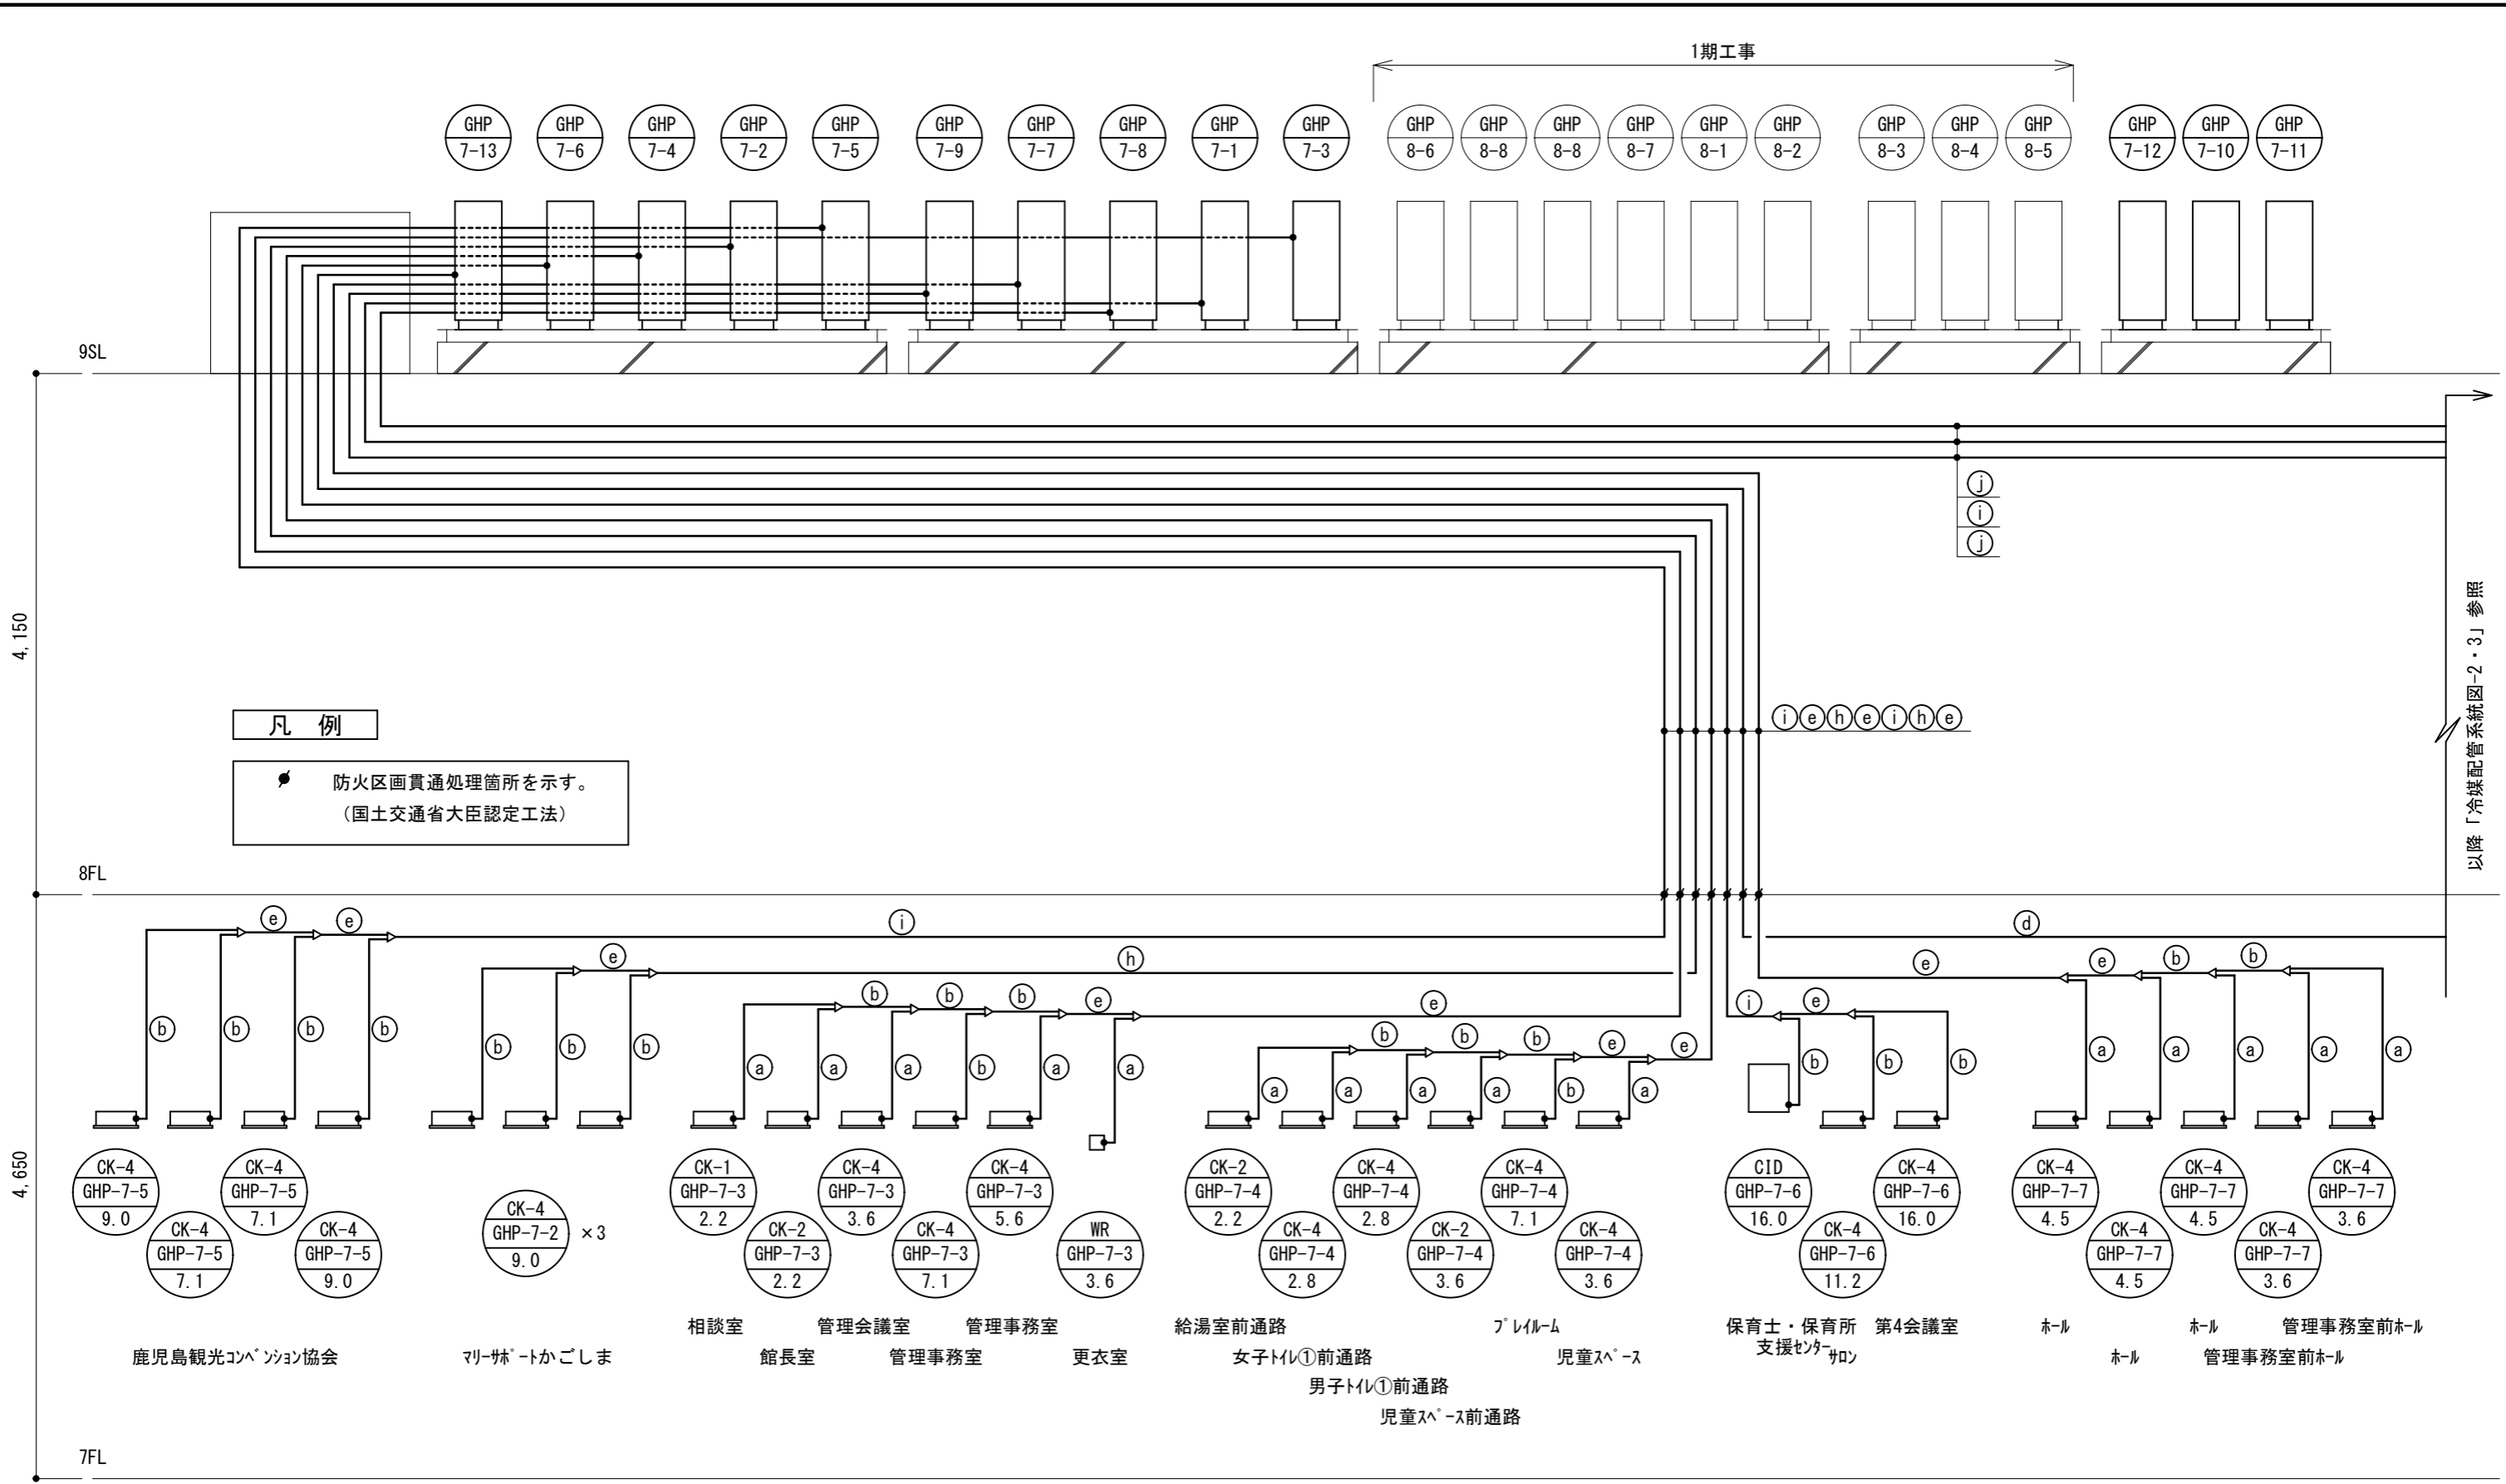 1期工事
GHP 7-13
GHP 7-6
GHP 7-4
GHP 7-2
GHP 7-5
GHP 7-9
GHP 7-7
GHP 7-8
GHP 7-1
GHP 7-3
GHP 8-6
GHP 8-8
GHP 8-8
GHP 8-7
GHP 8-1
GHP 8-2
GHP 8-3
GHP 8-4
GHP 8-5
GHP 7-12
GHP 7-10
GHP 7-11
9SL
j
i
j
4,150
以降「冷媒配管系統図-2・3」参照
凡 例
防火区画貫通処理箇所を示す。
(国土交通省大臣認定工法)
i e h e i h e
8FL
e e i d
e h e e b b
b b b e e i e
b b b e e
b b b b
b b b
a a a b a a
a a a a b a
b b b
a a a a a
4,650
CK-4 GHP-7-5 9.0
CK-4 GHP-7-5 7.1
CK-4 GHP-7-5 7.1
CK-4 GHP-7-5 9.0
CK-4 GHP-7-2 9.0 ×3
CK-1 GHP-7-3 2.2
CK-2 GHP-7-3 2.2
CK-4 GHP-7-3 3.6
CK-4 GHP-7-3 7.1
CK-4 GHP-7-3 5.6
WR GHP-7-3 3.6
CK-2 GHP-7-4 2.2
CK-4 GHP-7-4 2.8
CK-4 GHP-7-4 2.8
CK-2 GHP-7-4 3.6
CK-4 GHP-7-4 7.1
CK-4 GHP-7-4 3.6
CID GHP-7-6 16.0
CK-4 GHP-7-6 11.2
CK-4 GHP-7-6 16.0
CK-4 GHP-7-7 4.5
CK-4 GHP-7-7 4.5
CK-4 GHP-7-7 4.5
CK-4 GHP-7-7 3.6
CK-4 GHP-7-7 3.6
鹿児島観光ｺﾝﾍﾞﾝｼｮﾝ協会
ﾏﾘｰｻﾎﾟｰﾄかごしま
相談室
館長室
管理会議室
管理事務室
管理事務室
更衣室
給湯室前通路
女子ﾄｲﾚ①前通路
男子ﾄｲﾚ①前通路
児童ｽﾍﾟｰｽ前通路
ﾌﾟﾚｲﾙｰﾑ
児童ｽﾍﾟｰｽ
保育士・保育所
支援ｾﾝﾀｰ
ｻﾛﾝ
第4会議室
ﾎｰﾙ
ﾎｰﾙ
ﾎｰﾙ
管理事務室前ﾎｰﾙ
管理事務室前ﾎｰﾙ
7FL